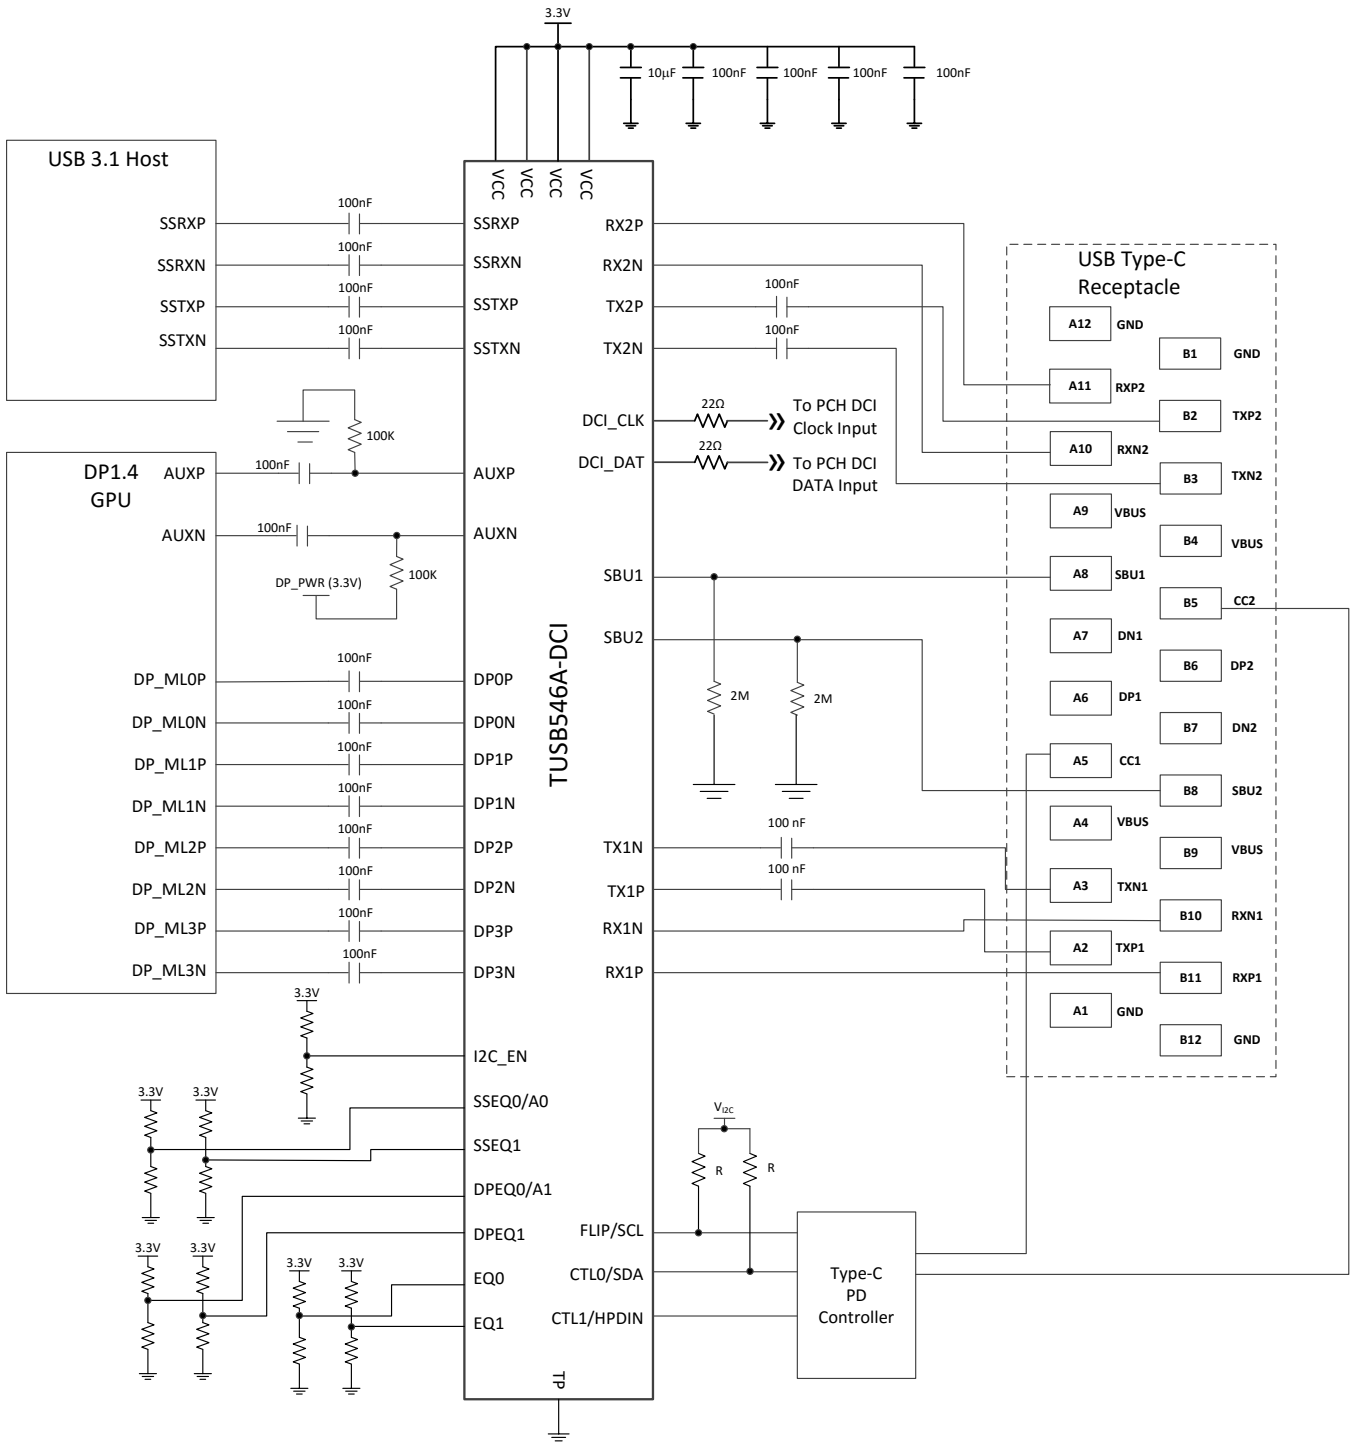 3.3V
10µF
100nF
100nF
100nF
100nF
USB 3.1 Host
VCC
VCC
VCC
VCC
SSRXP
100nF
SSRXP
RX2P
SSRXN
100nF
SSRXN
RX2N
SSTXP
100nF
SSTXP
TX2P
100nF
SSTXN
100nF
SSTXN
TX2N
100nF
USB Type-C
Receptacle
A12
GND
B1
GND
A11
RXP2
B2
TXP2
A10
RXN2
B3
TXN2
A9
VBUS
B4
VBUS
A8
SBU1
B5
CC2
A7
DN1
B6
DP2
A6
DP1
B7
DN2
A5
CC1
B8
SBU2
A4
VBUS
B9
VBUS
A3
TXN1
B10
RXN1
A2
TXP1
B11
RXP1
A1
GND
B12
GND
100K
DCI_CLK
22Ω
To PCH DCI
Clock Input
DCI_DAT
22Ω
To PCH DCI
DATA Input
DP1.4
GPU
AUXP
100nF
AUXP
AUXN
100nF
AUXN
100K
DP_PWR (3.3V)
SBU1
SBU2
2M
2M
TUSB546A-DCI
DP_ML0P
100nF
DP0P
DP_ML0N
100nF
DP0N
DP_ML1P
100nF
DP1P
DP_ML1N
100nF
DP1N
DP_ML2P
100nF
DP2P
DP_ML2N
100nF
DP2N
DP_ML3P
100nF
DP3P
DP_ML3N
100nF
DP3N
TX1N
100 nF
TX1P
100 nF
RX1N
RX1P
3.3V
I2C_EN
3.3V
3.3V
SSEQ0/A0
SSEQ1
DPEQ0/A1
DPEQ1
3.3V
3.3V
3.3V
3.3V
EQ0
EQ1
VI2C
R
R
FLIP/SCL
CTL0/SDA
CTL1/HPDIN
Type-C
PD
Controller
TP